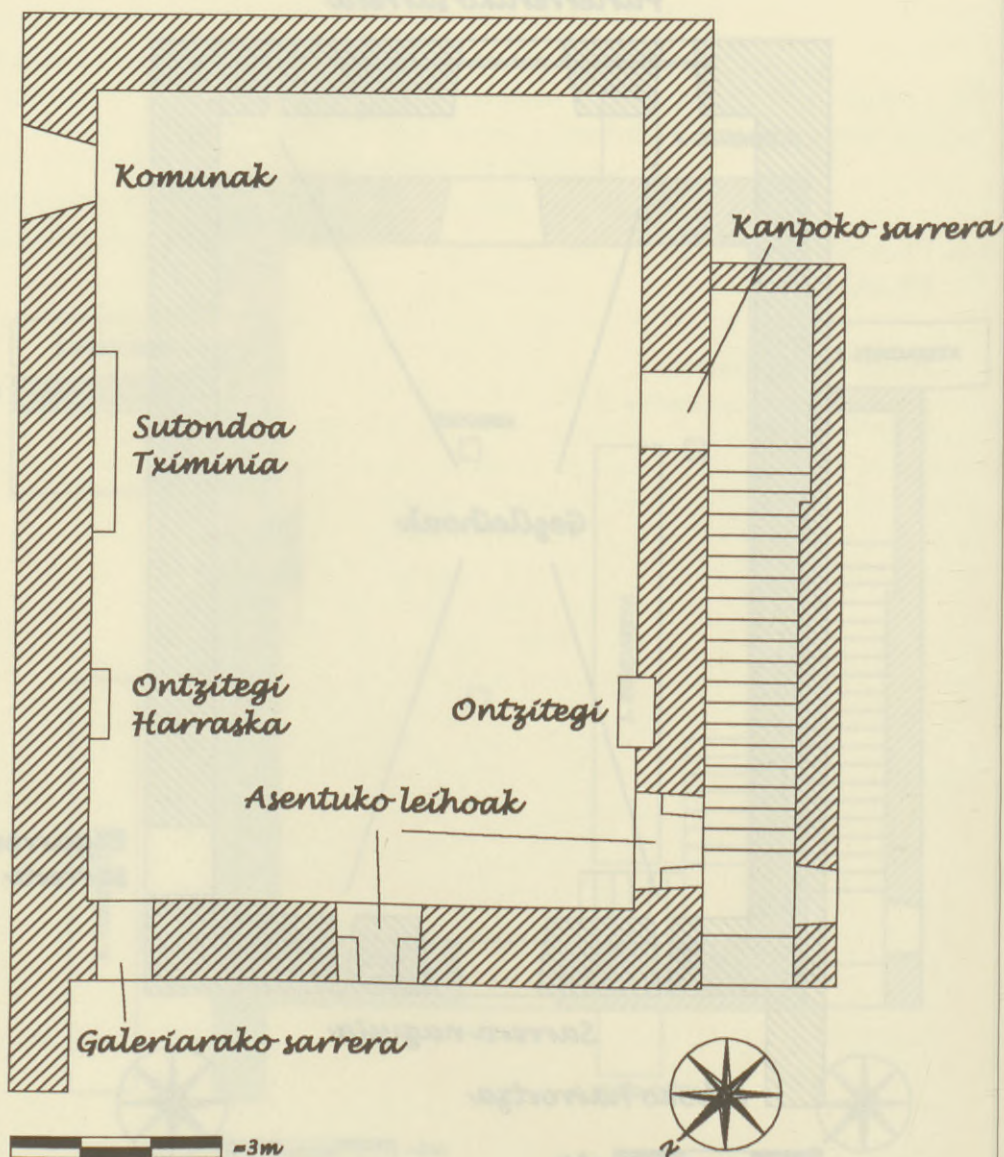 Komunak
Kanpoko sarrera
Sutondoa
Tximinia
Ontzitegi
Harraska
Ontzitegi
Asentuko leihoak
Galeriarako sarrera
=3m
N